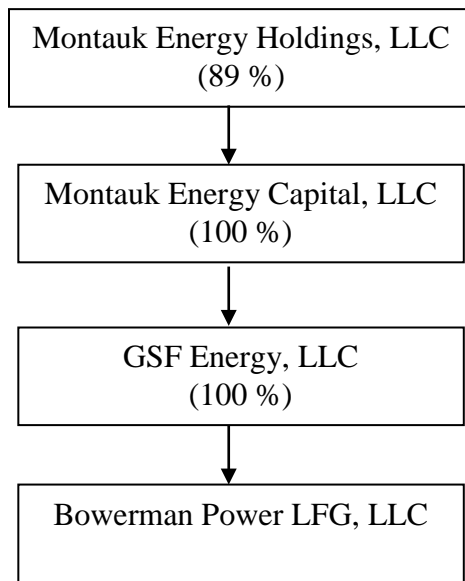 Montauk Energy Holdings, LLC
(89 %)
Montauk Energy Capital, LLC
(100 %)
GSF Energy, LLC
(100 %)
Bowerman Power LFG, LLC